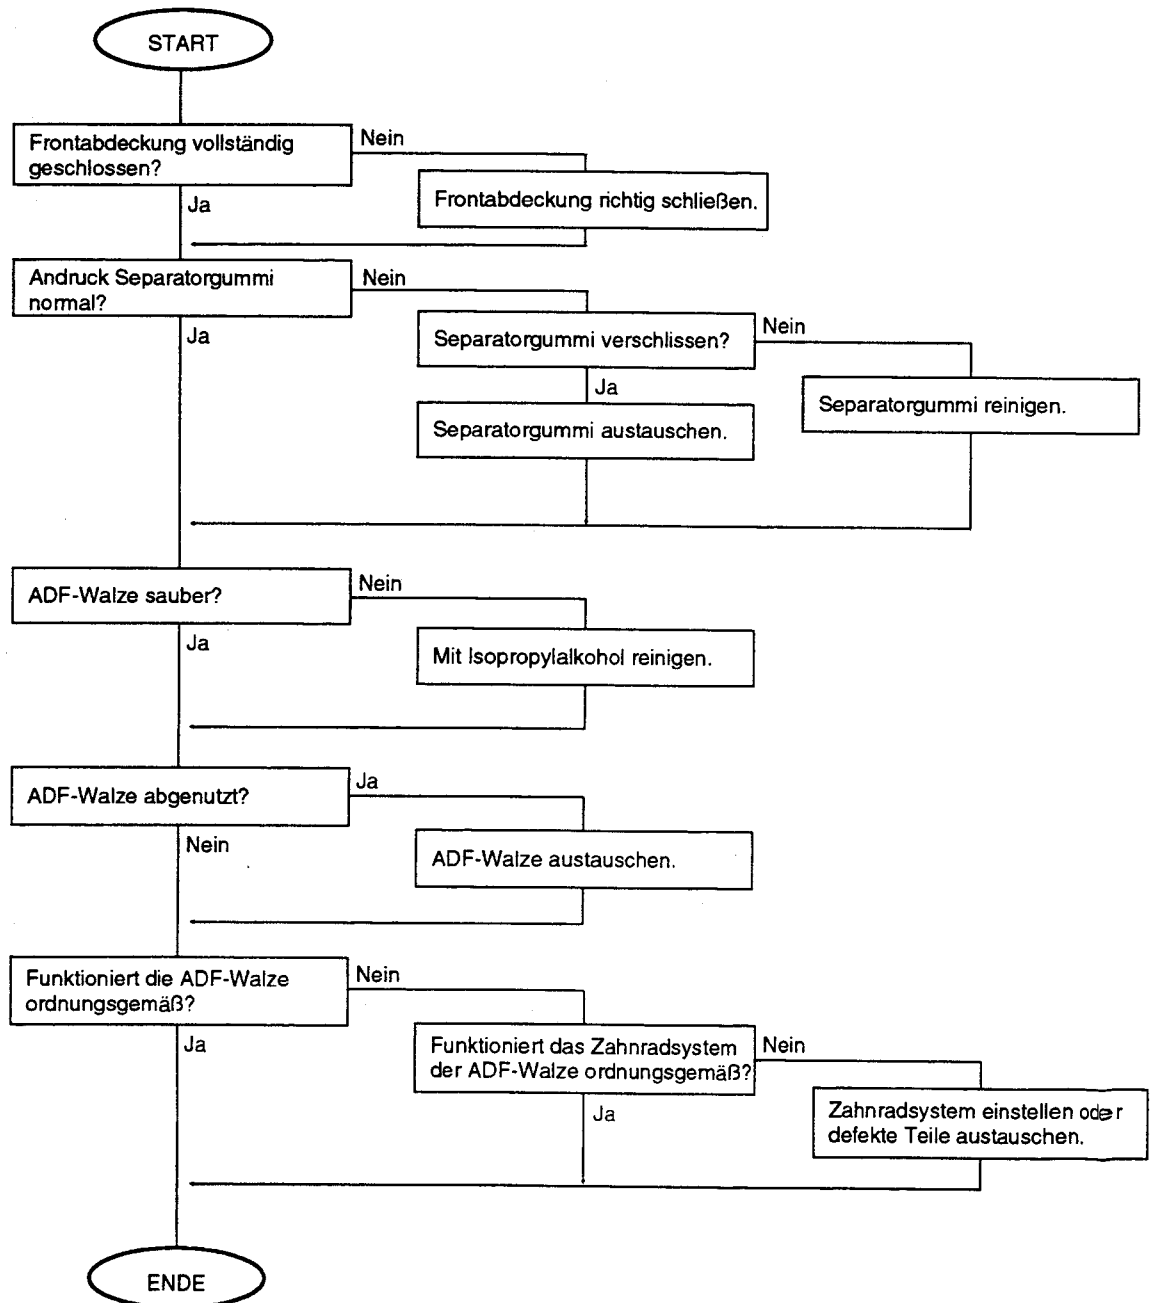 START
Frontabdeckung vollständig
geschlossen?
Nein
Frontabdeckung richtig schließen.
Ja
Andruck Separatorgummi
normal?
Nein
Ja
Separatorgummi verschlissen?
Nein
Ja
Separatorgummi reinigen.
Separatorgummi austauschen.
ADF-Walze sauber?
Nein
Ja
Mit Isopropylalkohol reinigen.
ADF-Walze abgenutzt?
Ja
Nein
ADF-Walze austauschen.
Funktioniert die ADF-Walze
ordnungsgemäß?
Nein
Ja
Funktioniert das Zahnradsystem
der ADF-Walze ordnungsgemäß?
Nein
Ja
Zahnradsystem einstellen oder
defekte Teile austauschen.
ENDE